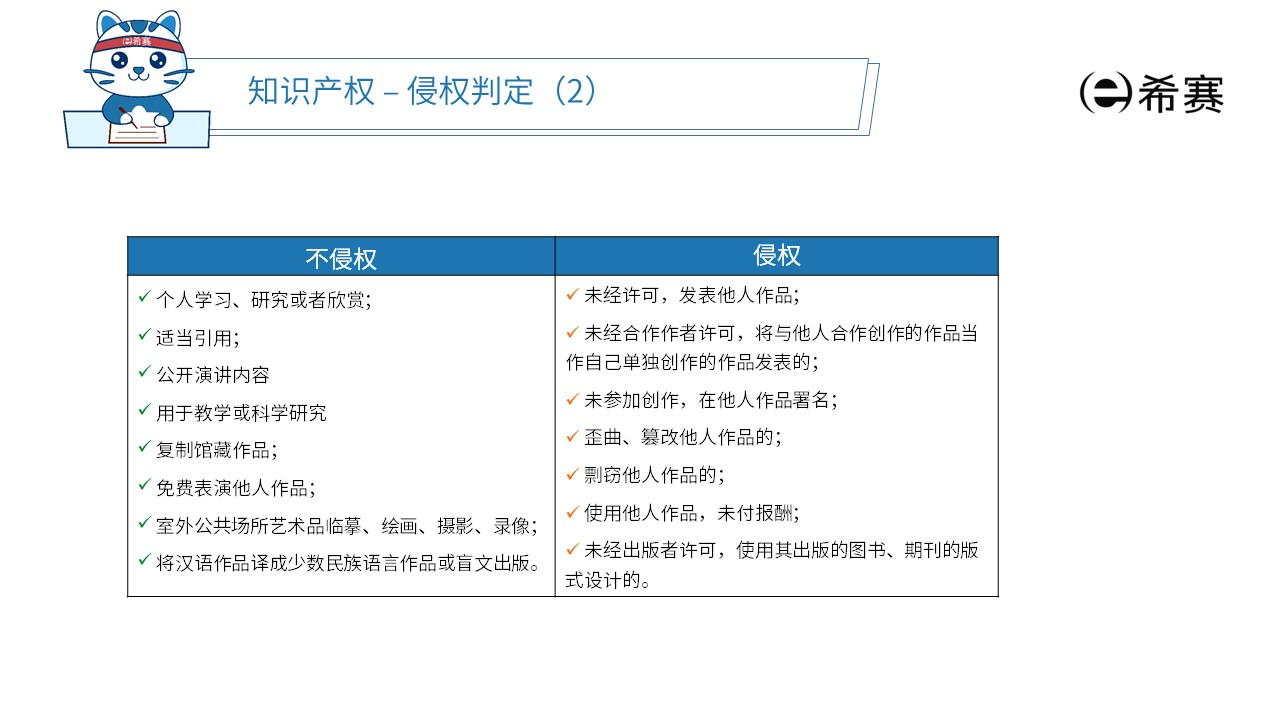 希赛
知识产权 – 侵权判定（2）
希赛
不侵权
侵权
个人学习、研究或者欣赏；
适当引用；
公开演讲内容
用于教学或科学研究
复制馆藏作品；
免费表演他人作品；
室外公共场所艺术品临摹、绘画、摄影、录像；
将汉语作品译成少数民族语言作品或盲文出版。
未经许可，发表他人作品；
未经合作作者许可，将与他人合作创作的作品当
作自己单独创作的作品发表的；
未参加创作，在他人作品署名；
歪曲、篡改他人作品的；
剽窃他人作品的；
使用他人作品，未付报酬；
未经出版者许可，使用其出版的图书、期刊的版
式设计的。